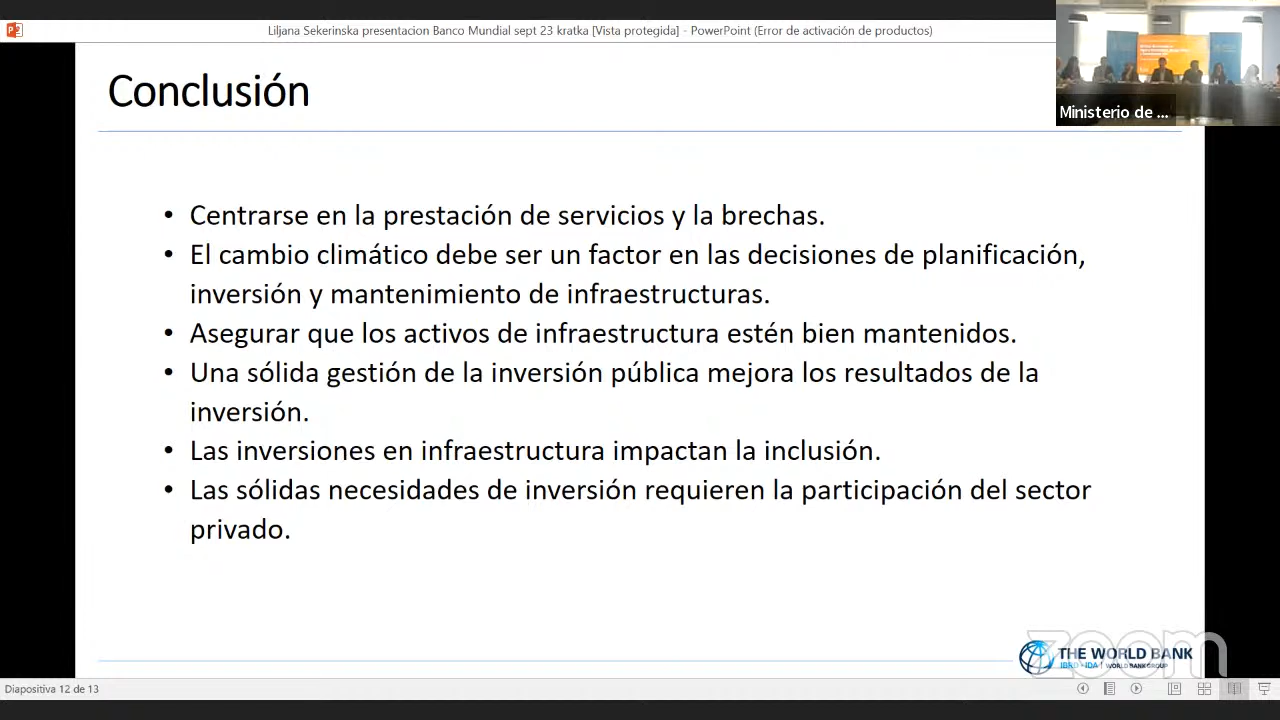 Liljana Sekerinska presentacion Banco Mundial sept 23 kratka [Vista protegida] - PowerPoint (Error de activación de productos)
Ministerio de ...
Conclusión
• Centrarse en la prestación de servicios y la brechas.
• El cambio climático debe ser un factor en las decisiones de planificación,
inversión y mantenimiento de infraestructuras.
• Asegurar que los activos de infraestructura estén bien mantenidos.
• Una sólida gestión de la inversión pública mejora los resultados de la
inversión.
• Las inversiones en infraestructura impactan la inclusión.
• Las sólidas necesidades de inversión requieren la participación del sector
privado.
zoom
THE WORLD BANK
IBRD • IDA | WORLD BANK GROUP
Diapositiva 12 de 13